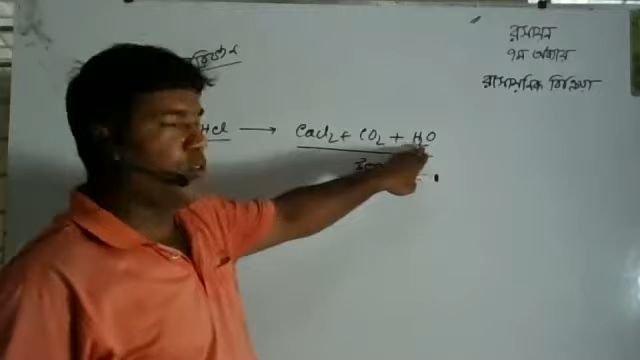 রসায়ন
৭ম অধ্যায়
রাসায়নিক বিক্রিয়া
HCl → CaCl₂ + CO₂ + H₂O